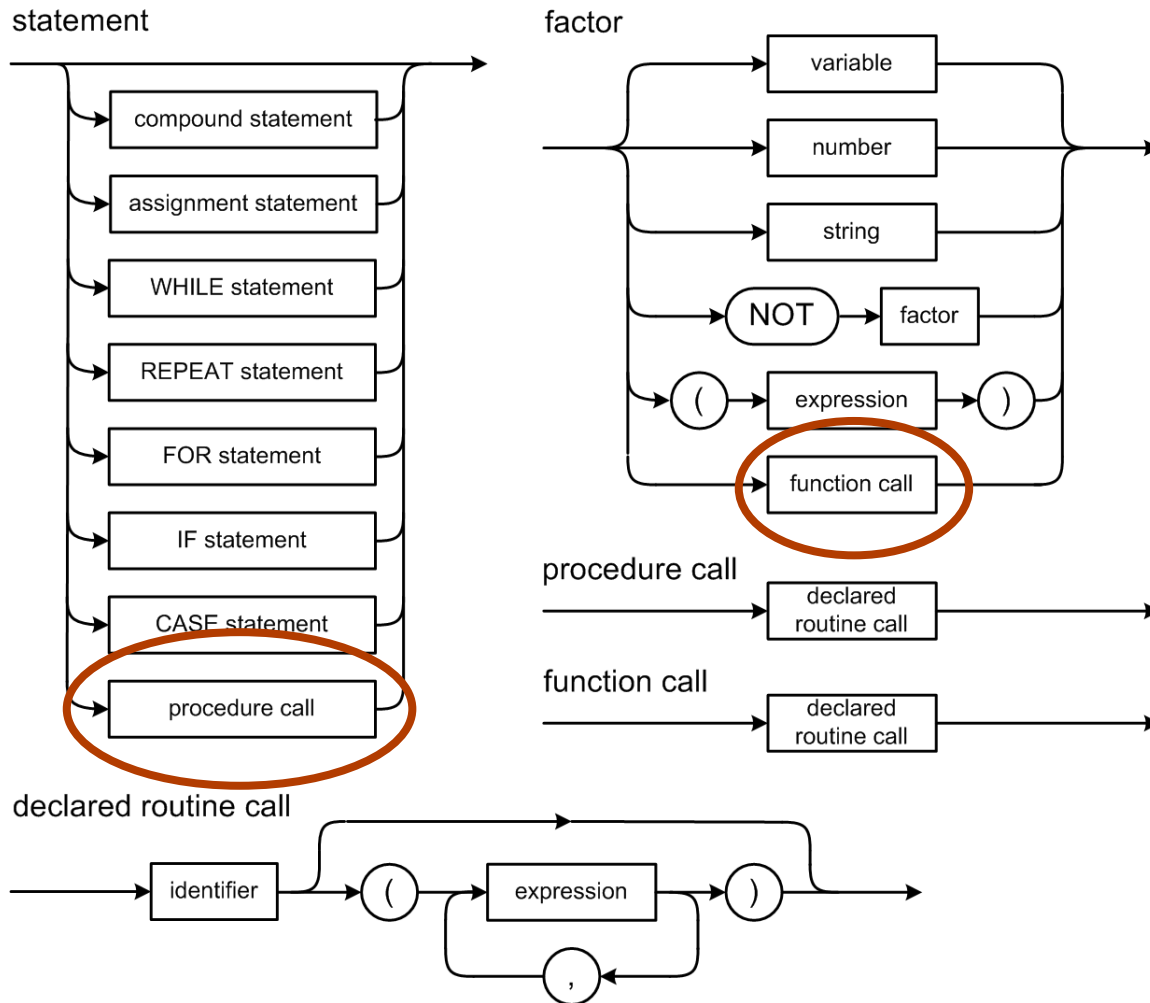 statement
compound statement
assignment statement
WHILE statement
REPEAT statement
FOR statement
IF statement
CASE statement
procedure call
factor
variable
number
string
NOT factor
( expression )
function call
procedure call
declared
routine call
function call
declared
routine call
declared routine call
identifier ( expression )
,